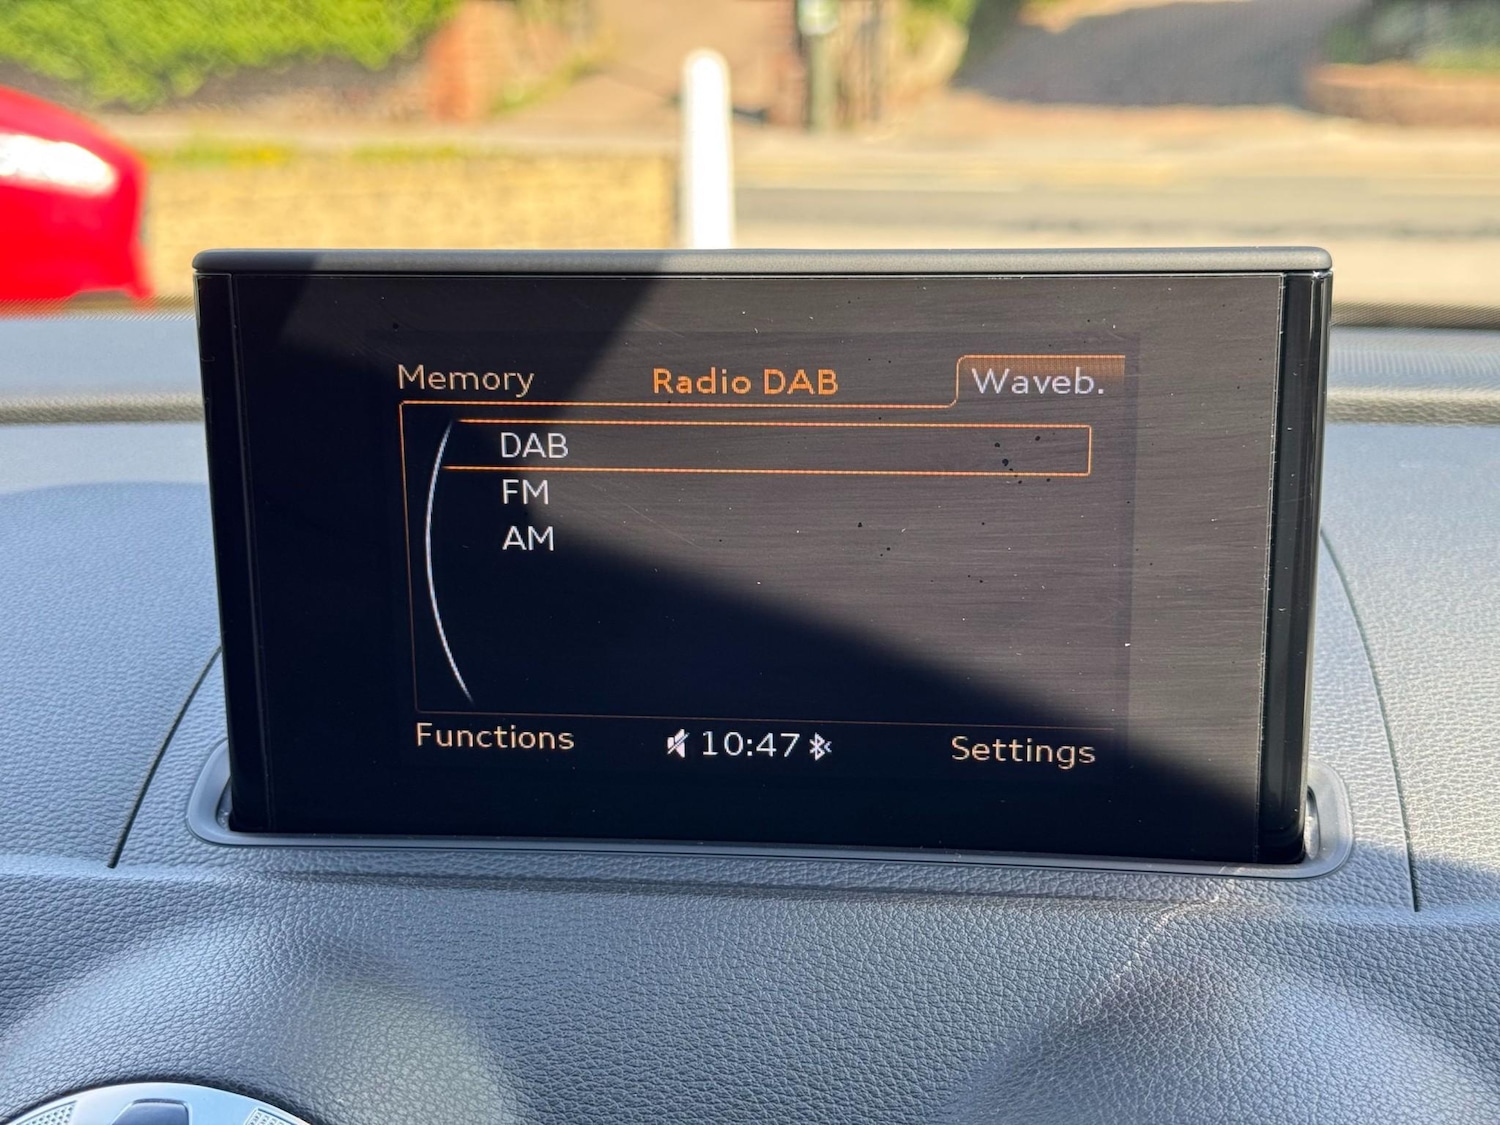 Memory Radio DAB Waveb.
DAB
FM
AM
Functions 10:47 Settings